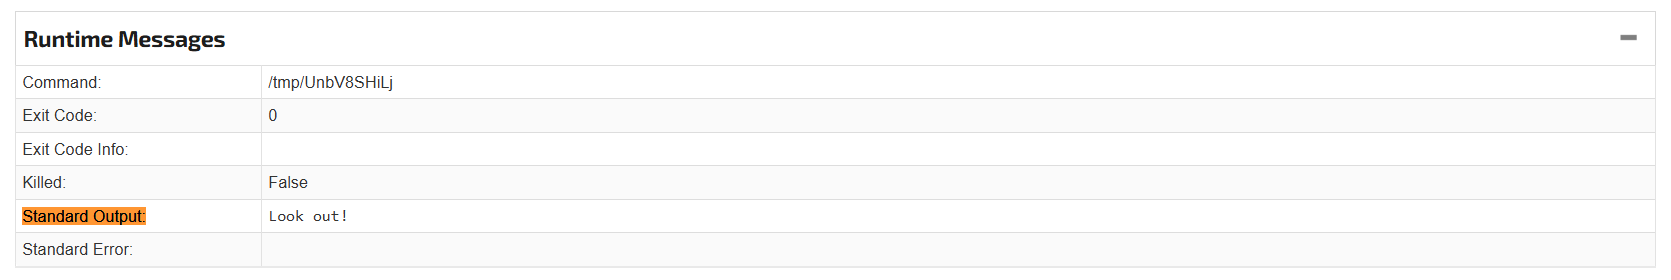 Runtime Messages
Command: /tmp/UnbV8SHiLj
Exit Code: 0
Exit Code Info:
Killed: False
Standard Output: Look out!
Standard Error: